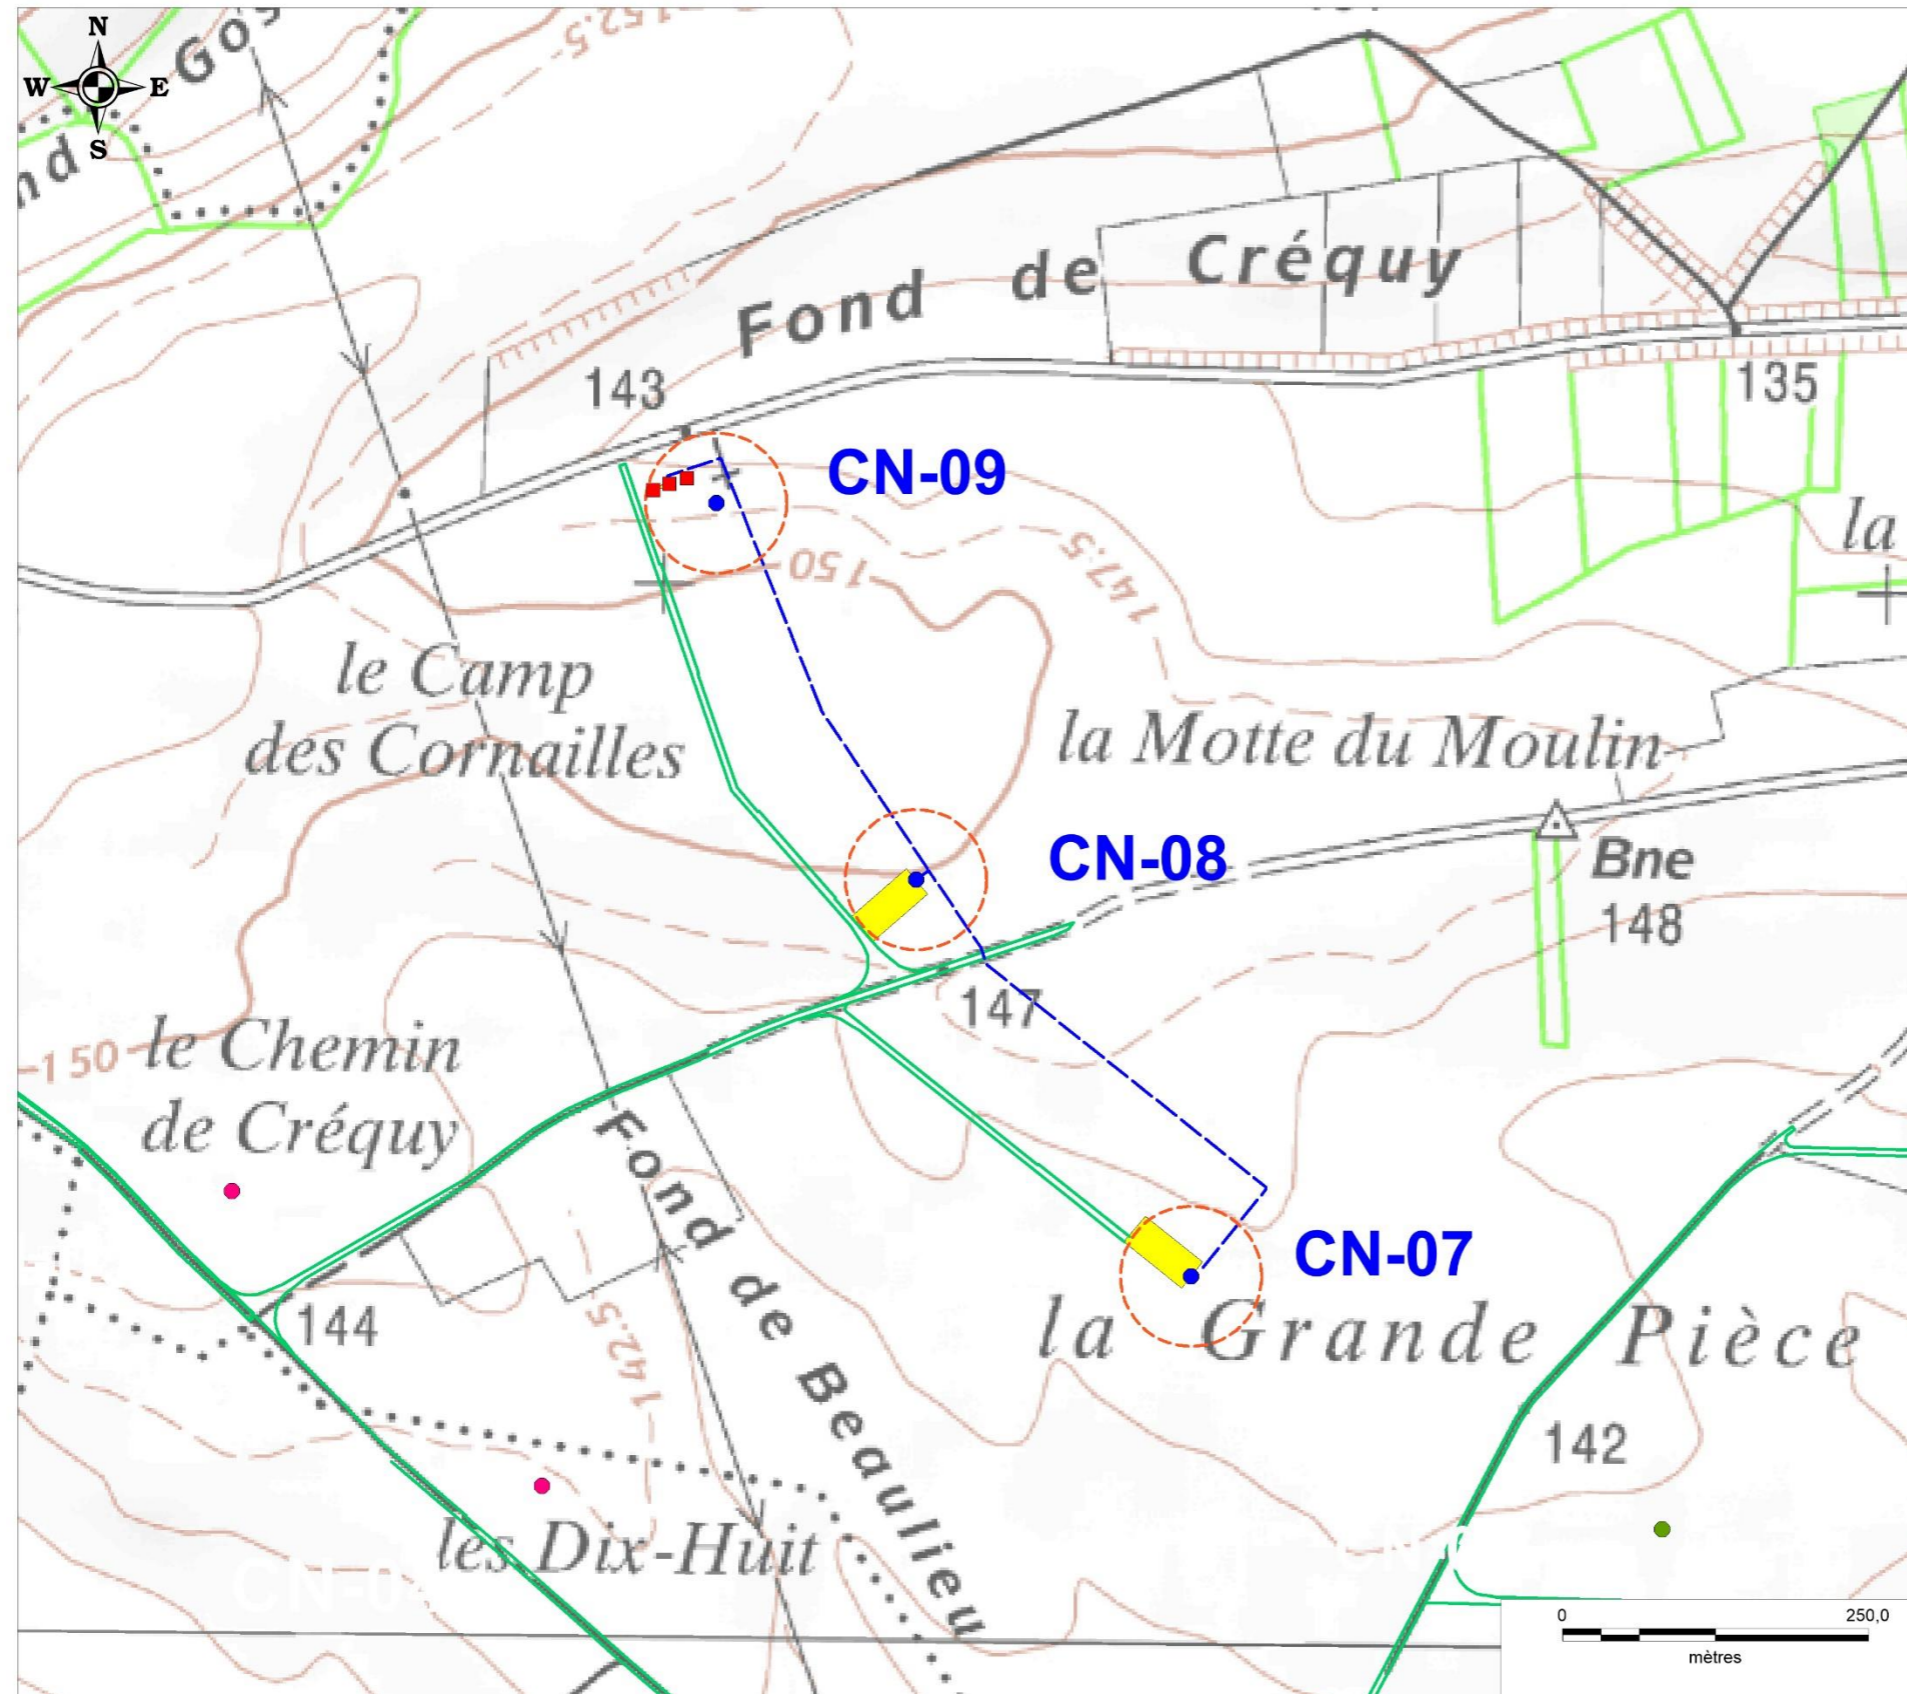 N
W E
S
152.5
Fond de Créquy
143
135
CN-09
la
150
147.5
le Camp
des Cornailles
la Motte du Moulin
CN-08
Bne
148
147
150
le Chemin
de Créquy
Fond de Beaulieu
CN-07
144
la Grande Pièce
142.5
142
les Dix-Huit
0 250,0
mètres